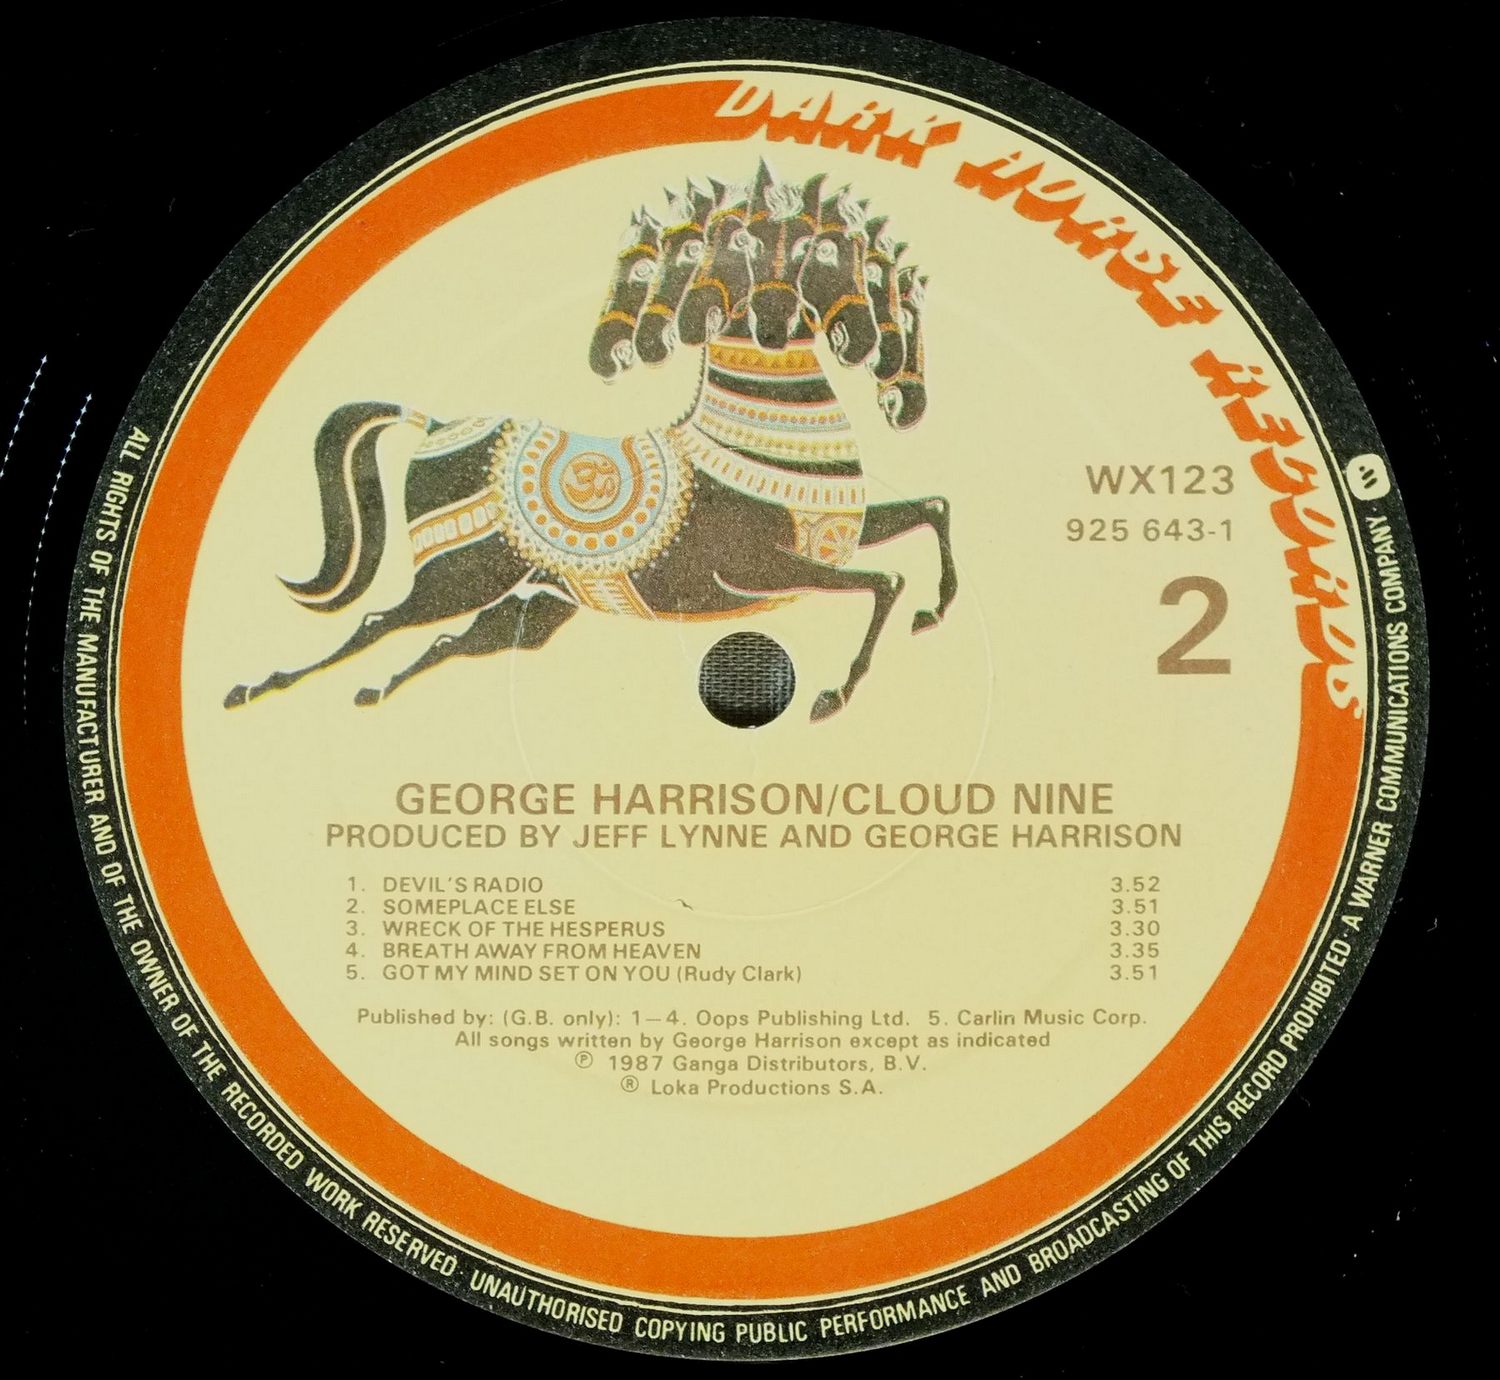 DARK HORSE RECORDS
WX123
925 643-1
2
GEORGE HARRISON/CLOUD NINE
PRODUCED BY JEFF LYNNE AND GEORGE HARRISON
1. DEVIL'S RADIO 3.52
2. SOMEPLACE ELSE 3.51
3. WRECK OF THE HESPERUS 3.30
4. BREATH AWAY FROM HEAVEN 3.35
5. GOT MY MIND SET ON YOU (Rudy Clark) 3.51
Published by: (G.B. only): 1–4. Oops Publishing Ltd. 5. Carlin Music Corp.
All songs written by George Harrison except as indicated
℗ 1987 Ganga Distributors, B.V.
® Loka Productions S.A.
ALL RIGHTS OF THE MANUFACTURER AND OF THE OWNER OF THE RECORDED WORK RESERVED · UNAUTHORISED COPYING PUBLIC PERFORMANCE AND BROADCASTING OF THIS RECORD PROHIBITED · A WARNER COMMUNICATIONS COMPANY ·
ॐ